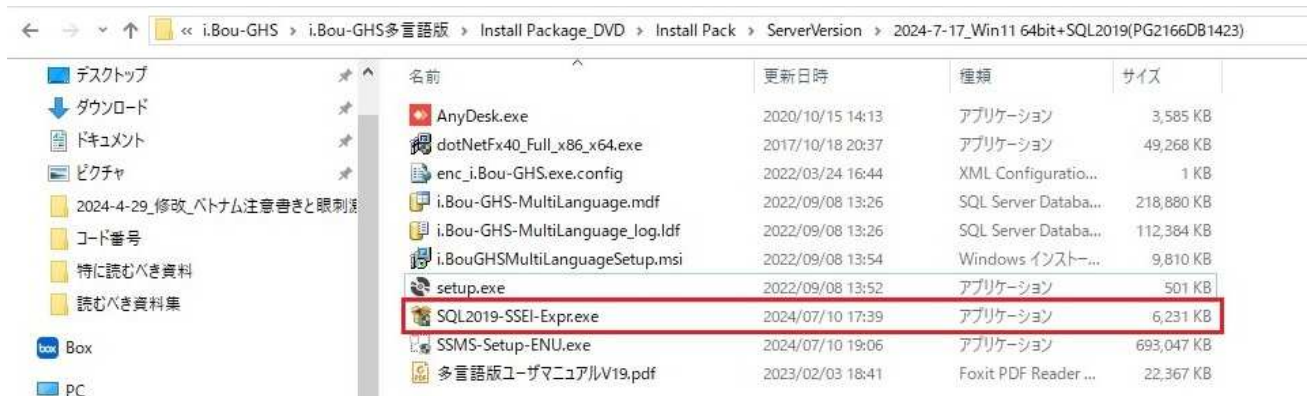 « i.Bou-GHS › i.Bou-GHS多言語版 › Install Package_DVD › Install Pack › ServerVersion › 2024-7-17_Win11 64bit+SQL2019(PG2166DB1423)
デスクトップ
ダウンロード
ドキュメント
ピクチャ
2024-4-29_修改_ベトナム注意書きと眼刺激
コード番号
特に読むべき資料
読むべき資料集
box Box
PC
名前 更新日時 種類 サイズ
AnyDesk.exe 2020/10/15 14:13 アプリケーション 3,585 KB
dotNetFx40_Full_x86_x64.exe 2017/10/18 20:37 アプリケーション 49,268 KB
enc_i.Bou-GHS.exe.config 2022/03/24 16:44 XML Configuratio... 1 KB
i.Bou-GHS-MultiLanguage.mdf 2022/09/08 13:26 SQL Server Databa... 218,880 KB
i.Bou-GHS-MultiLanguage_log.ldf 2022/09/08 13:26 SQL Server Databa... 112,384 KB
i.BouGHSMultiLanguageSetup.msi 2022/09/08 13:54 Windows インストー... 9,810 KB
setup.exe 2022/09/08 13:52 アプリケーション 501 KB
SQL2019-SSEI-Expr.exe 2024/07/10 17:39 アプリケーション 6,231 KB
SSMS-Setup-ENU.exe 2024/07/10 19:06 アプリケーション 693,047 KB
多言語版ユーザマニュアルV19.pdf 2023/02/03 18:41 Foxit PDF Reader ... 22,367 KB